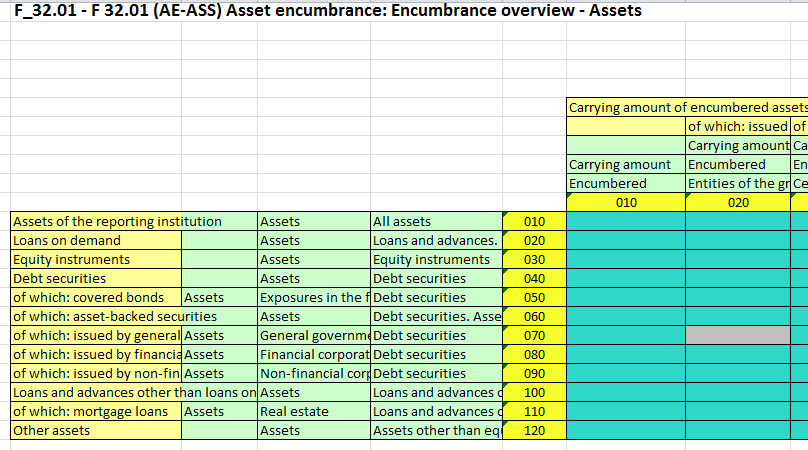 F_32.01 - F 32.01 (AE-ASS) Asset encumbrance: Encumbrance overview - Assets
Carrying amount of encumbered assets
of which: issued of
Carrying amount Ca
Carrying amount Encumbered En
Encumbered Entities of the gr Ce
010 020
Assets of the reporting institution Assets All assets 010
Loans on demand Assets Loans and advances. 020
Equity instruments Assets Equity instruments 030
Debt securities Assets Debt securities 040
of which: covered bonds Assets Exposures in the f Debt securities 050
of which: asset-backed securities Assets Debt securities. Asse 060
of which: issued by general Assets General governme Debt securities 070
of which: issued by financia Assets Financial corporat Debt securities 080
of which: issued by non-fin Assets Non-financial corp Debt securities 090
Loans and advances other than loans on Assets Loans and advances o 100
of which: mortgage loans Assets Real estate Loans and advances o 110
Other assets Assets Assets other than equ 120